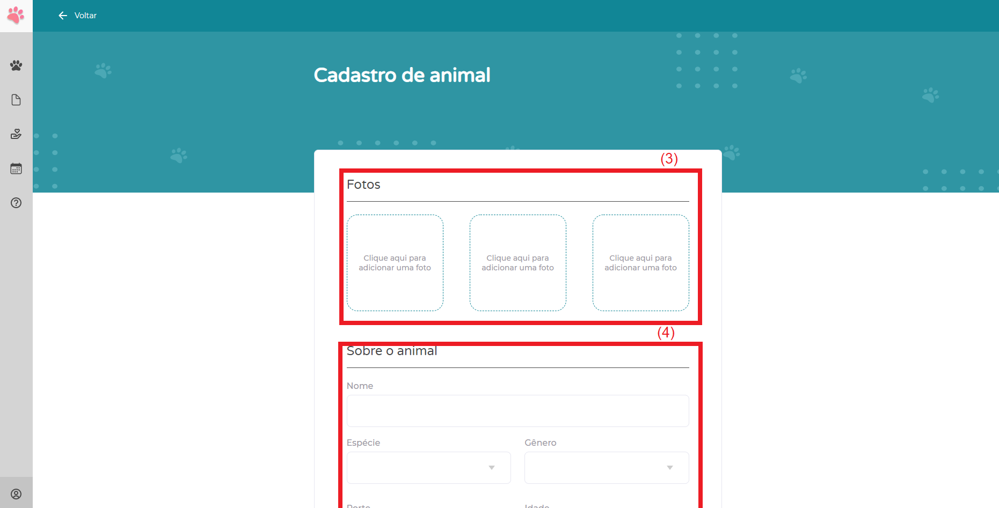 Voltar
Cadastro de animal
(3)
Fotos
Clique aqui para
adicionar uma foto
Clique aqui para
adicionar uma foto
Clique aqui para
adicionar uma foto
(4)
Sobre o animal
Nome
Espécie
Gênero
Porte
Idade